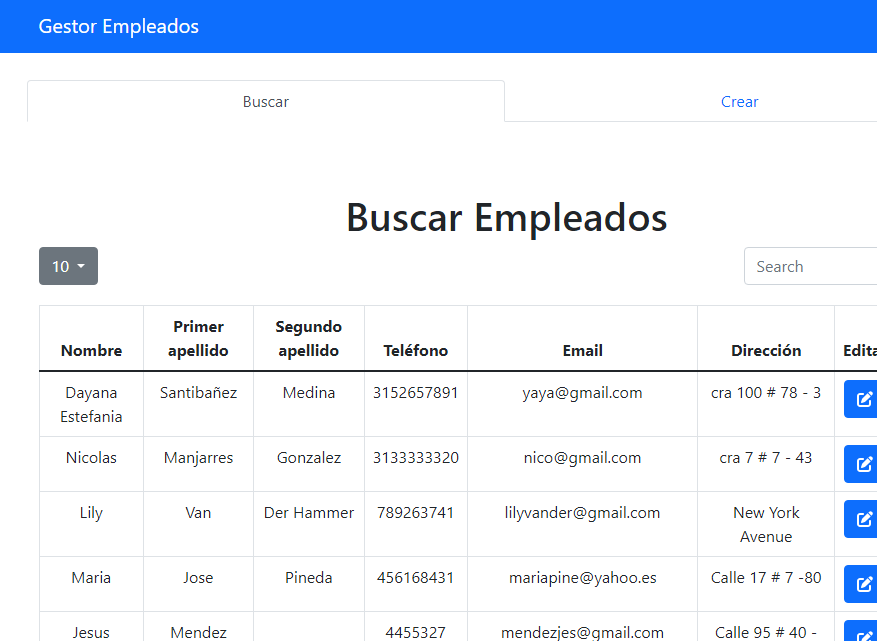 Gestor Empleados
Buscar Crear
Buscar Empleados
10 Search
Nombre Primer apellido Segundo apellido Teléfono Email Dirección
Dayana Estefania Santibañez Medina 3152657891 yaya@gmail.com cra 100 # 78 - 3
Nicolas Manjarres Gonzalez 3133333320 nico@gmail.com cra 7 # 7 - 43
Lily Van Der Hammer 789263741 lilyvander@gmail.com New York Avenue
Maria Jose Pineda 456168431 mariapine@yahoo.es Calle 17 # 7 -80
Jesus Mendez 4455327 mendezjes@gmail.com Calle 95 # 40 -